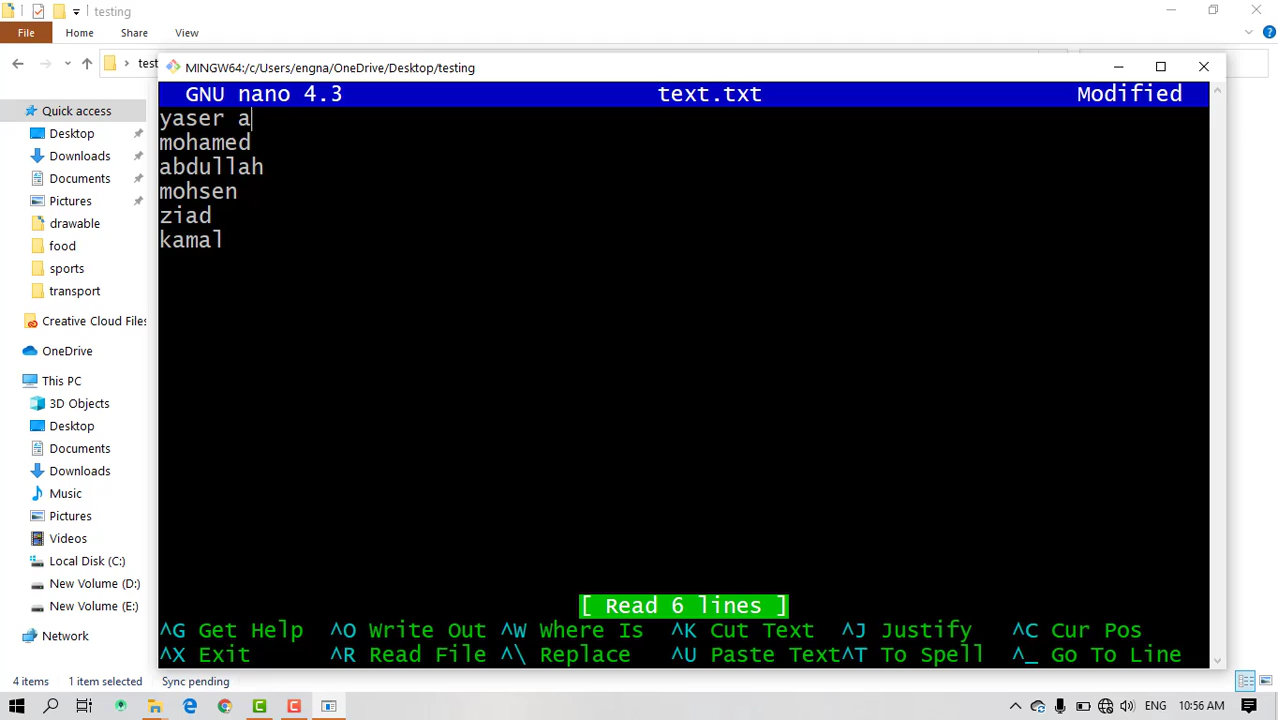 testing
File Home Share View
test
MINGW64:/c/Users/engna/OneDrive/Desktop/testing
GNU nano 4.3 text.txt Modified
yaser a
mohamed
abdullah
mohsen
ziad
kamal
[ Read 6 lines ]
^G Get Help ^O Write Out ^W Where Is ^K Cut Text ^J Justify ^C Cur Pos
^X Exit ^R Read File ^\ Replace ^U Paste Text^T To Spell ^_ Go To Line
Quick access
Desktop
Downloads
Documents
Pictures
drawable
food
sports
transport
Creative Cloud Files
OneDrive
This PC
3D Objects
Desktop
Documents
Downloads
Music
Pictures
Videos
Local Disk (C:)
New Volume (D:)
New Volume (E:)
Network
4 items 1 item selected Sync pending
ENG 10:56 AM